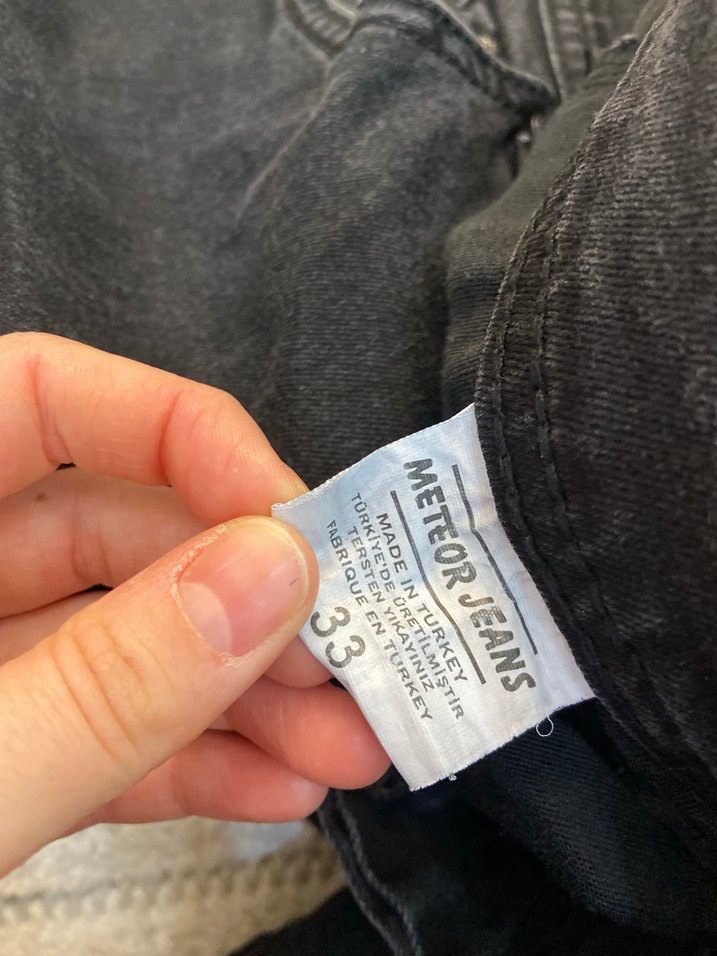 METEOR JEANS
MADE IN TURKEY
TÜRKİYE'DE ÜRETİLMİŞTİR
TERSTEN YIKAYINIZ
FABRIQUE EN TURKEY
33